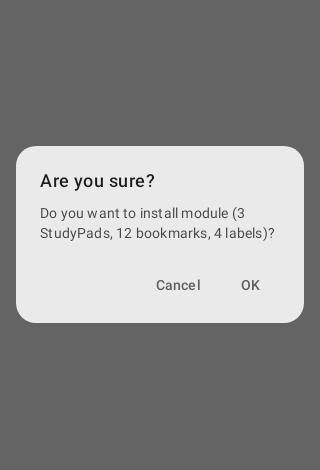 Are you sure?
Do you want to install module (3
StudyPads, 12 bookmarks, 4 labels)?
Cancel OK